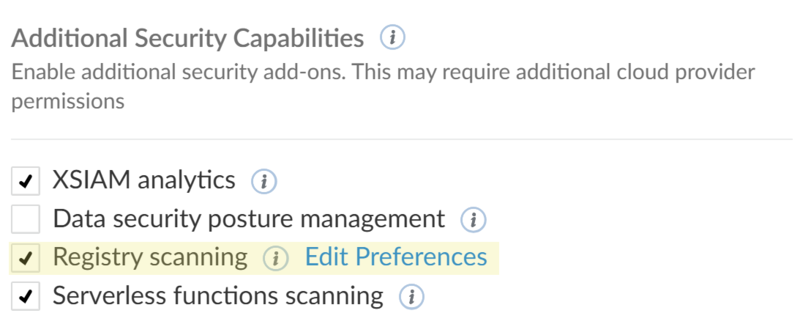 Additional Security Capabilities i
Enable additional security add-ons. This may require additional cloud provider
permissions
XSIAM analytics i
Data security posture management i
Registry scanning i Edit Preferences
Serverless functions scanning i